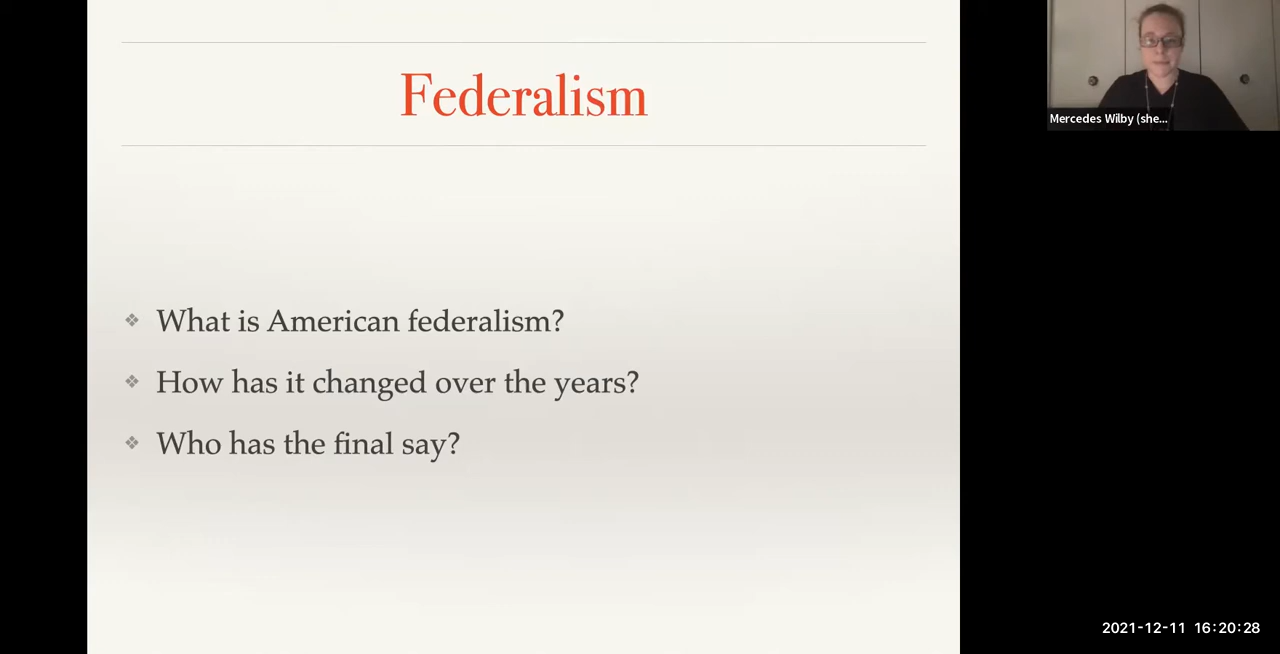 Federalism
What is American federalism?
How has it changed over the years?
Who has the final say?
Mercedes Wilby (she...
2021-12-11 16:20:28